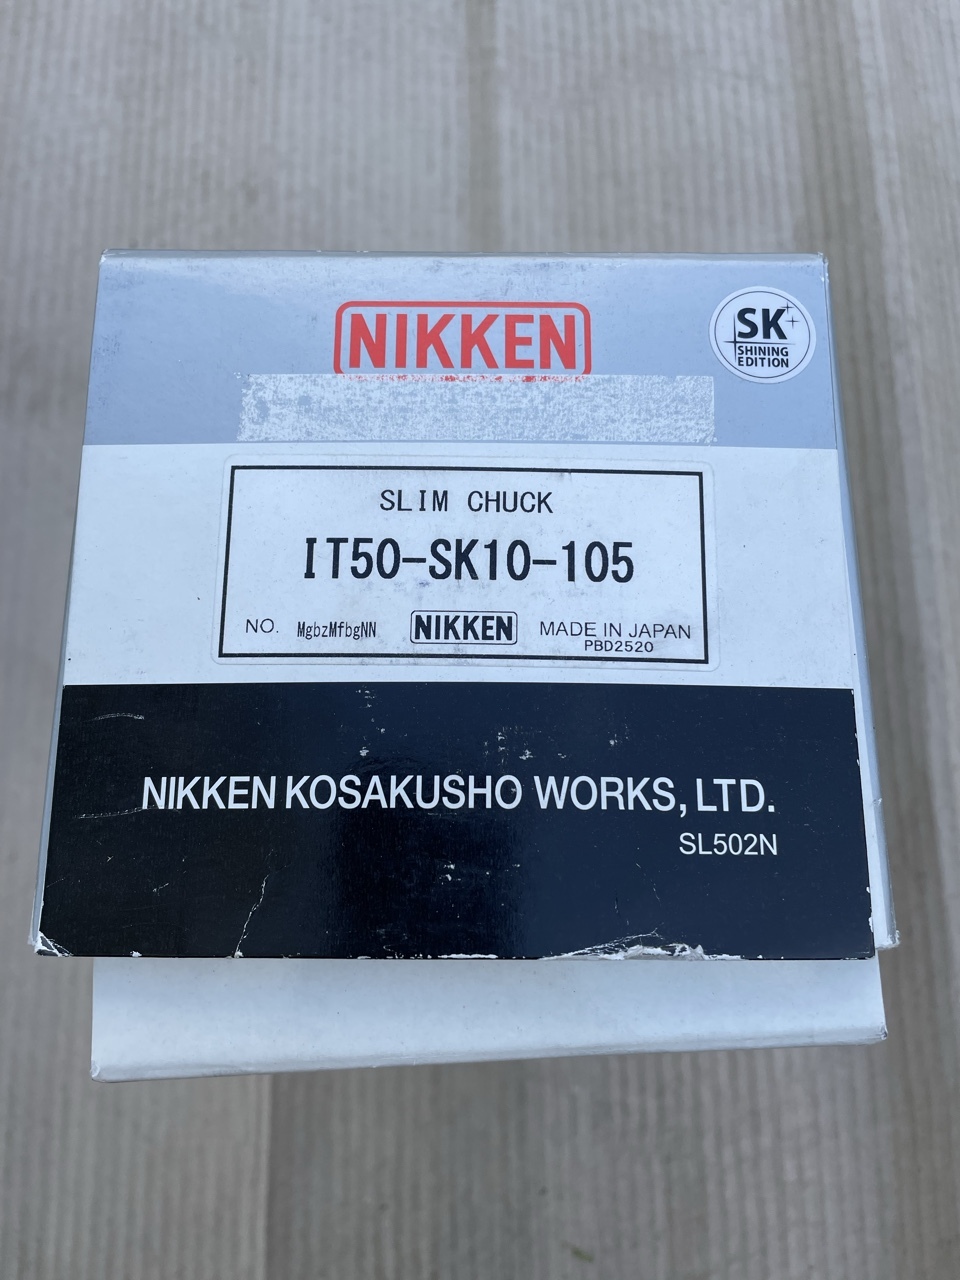 NIKKEN
SK
SHINING
EDITION
SLIM CHUCK
IT50-SK10-105
NO. MgbzMfbgNN NIKKEN MADE IN JAPAN
PBD2520
NIKKEN KOSAKUSHO WORKS, LTD.
SL502N